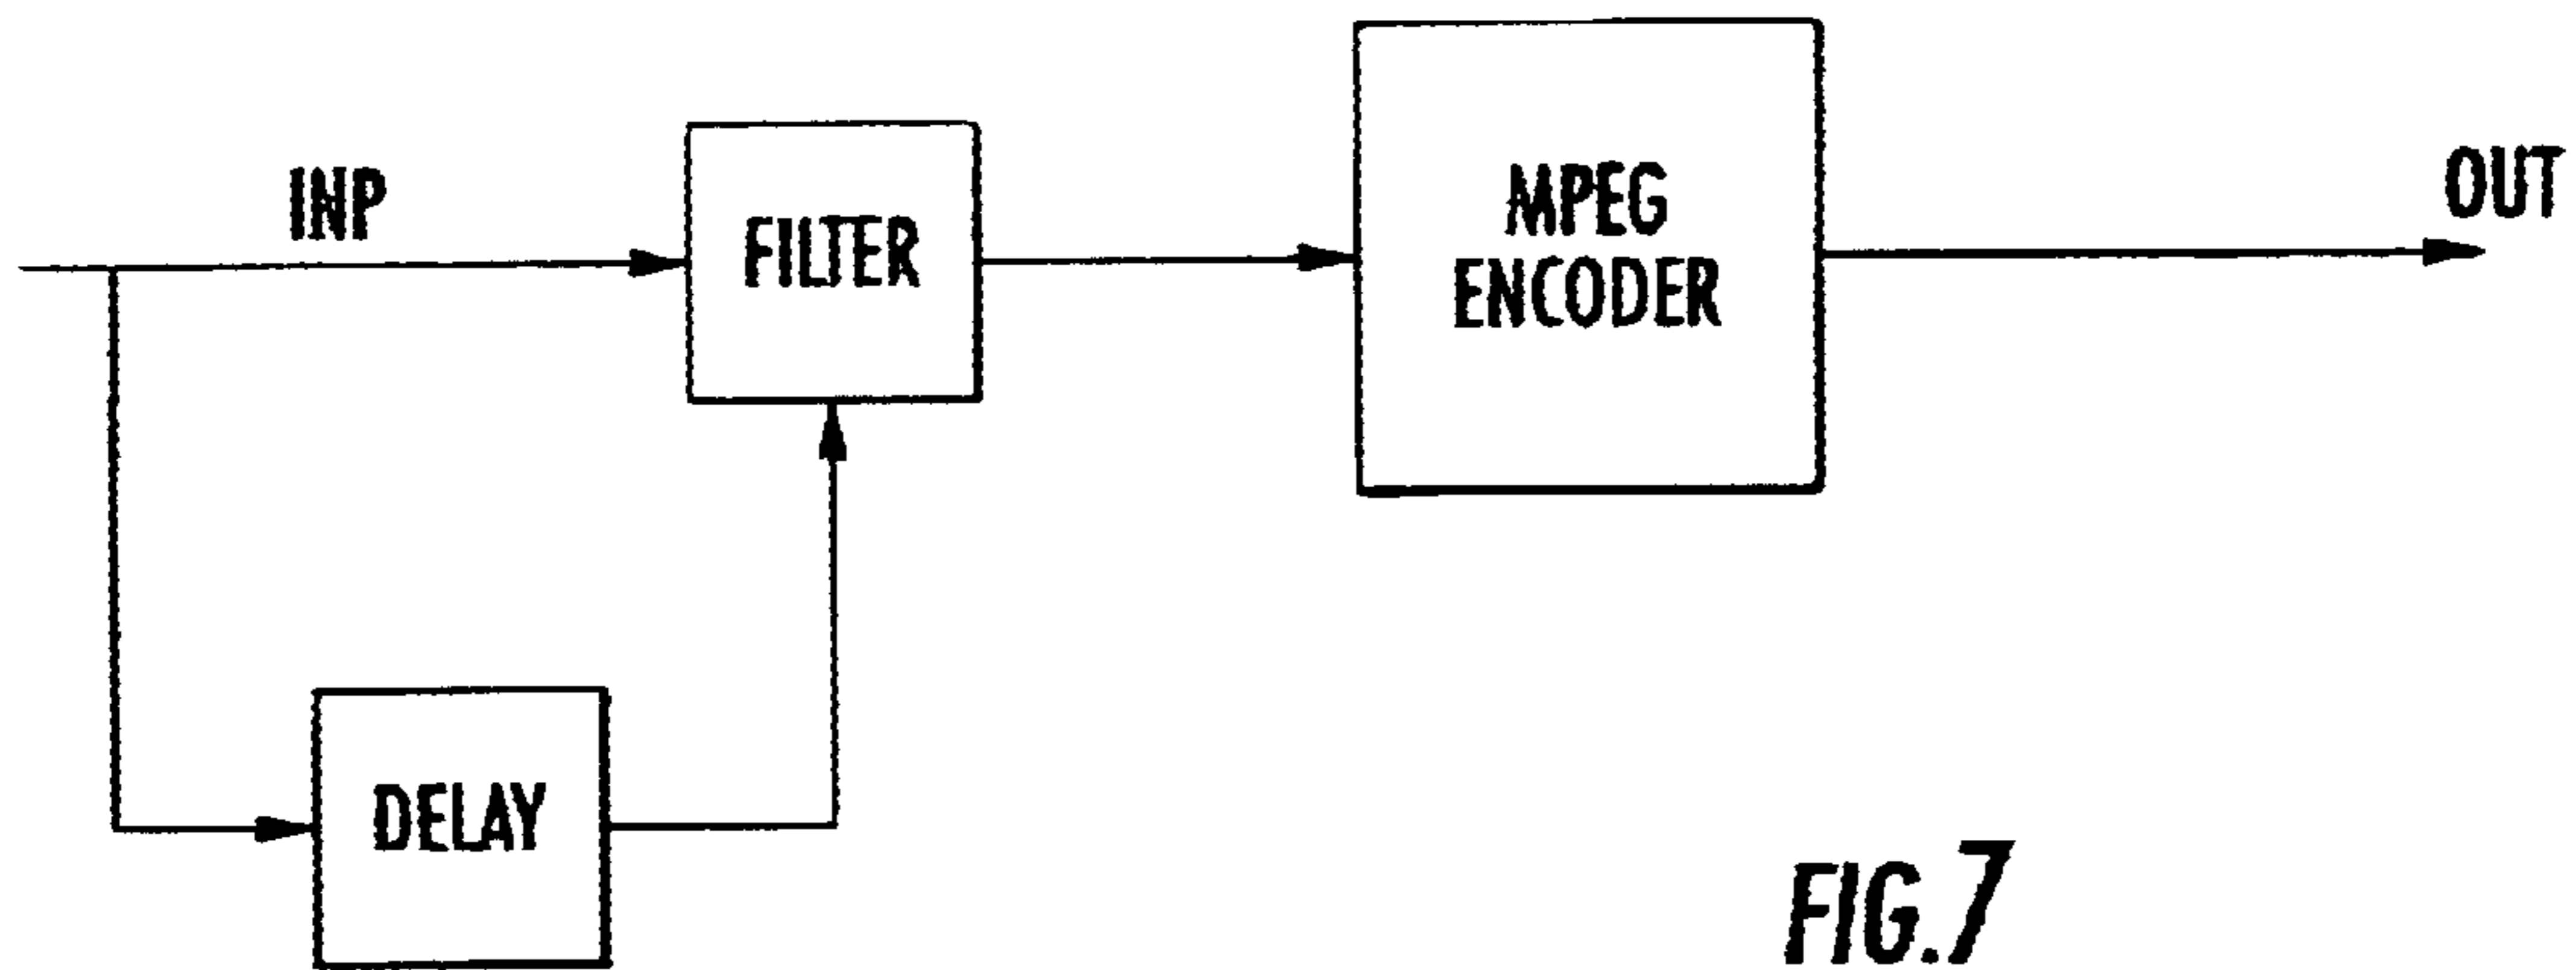 INP
FILTER
MPEG
ENCODER
OUT
DELAY
FIG.7